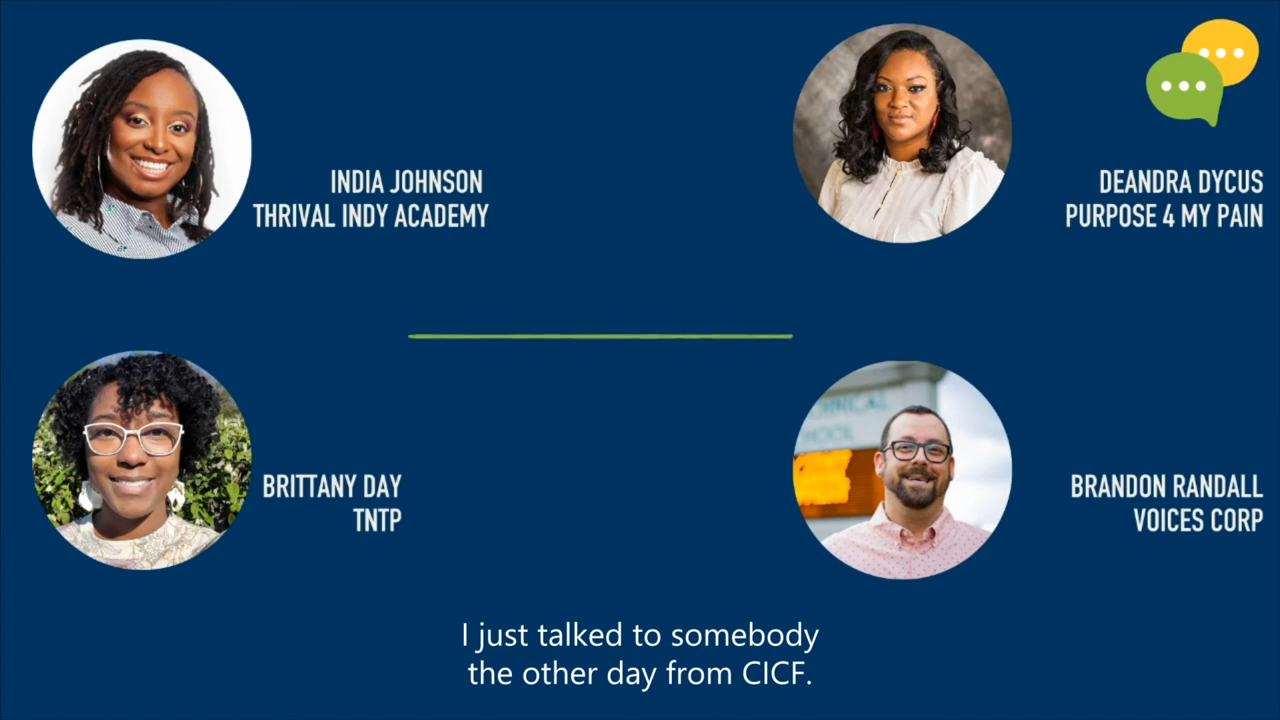 INDIA JOHNSON
THRIVAL INDY ACADEMY
DEANDRA DYCUS
PURPOSE 4 MY PAIN
BRITTANY DAY
TNTP
BRANDON RANDALL
VOICES CORP
I just talked to somebody
the other day from CICF.